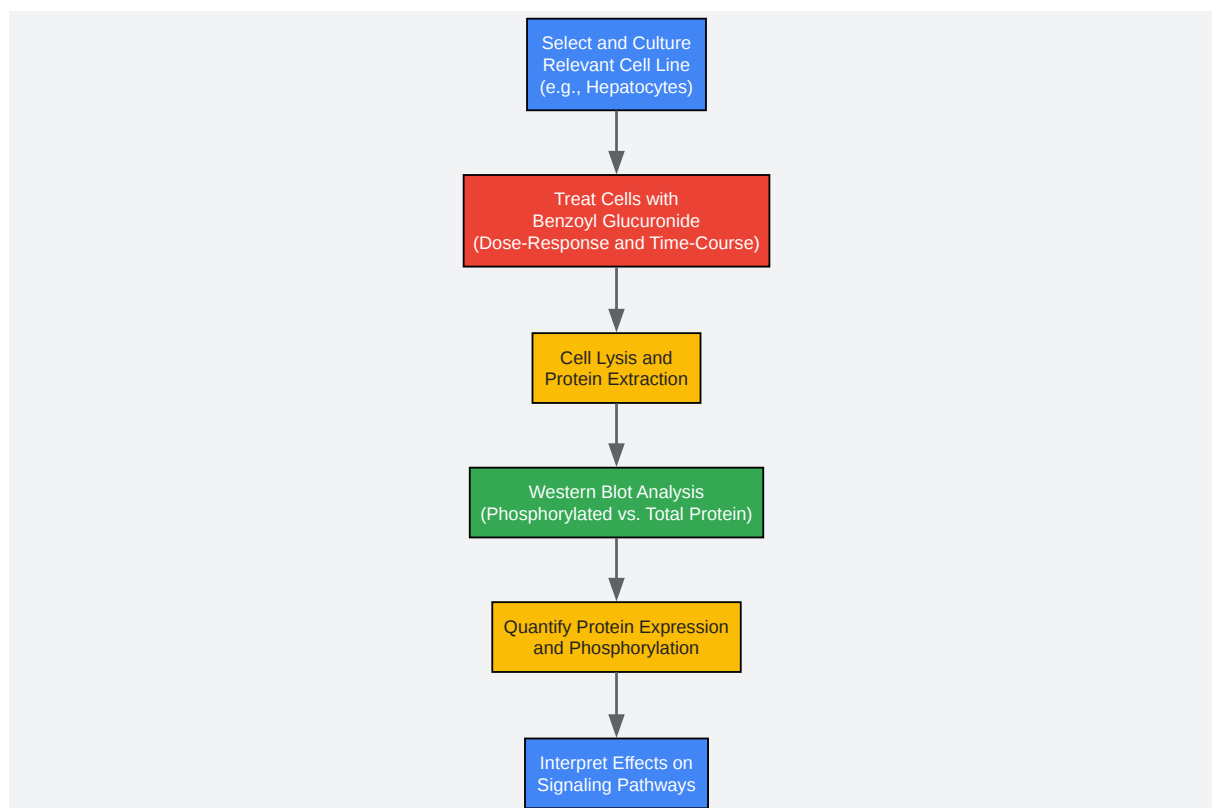 Select and Culture
Relevant Cell Line
(e.g., Hepatocytes)
Treat Cells with
Benzoyl Glucuronide
(Dose-Response and Time-Course)
Cell Lysis and
Protein Extraction
Western Blot Analysis
(Phosphorylated vs. Total Protein)
Quantify Protein Expression
and Phosphorylation
Interpret Effects on
Signaling Pathways